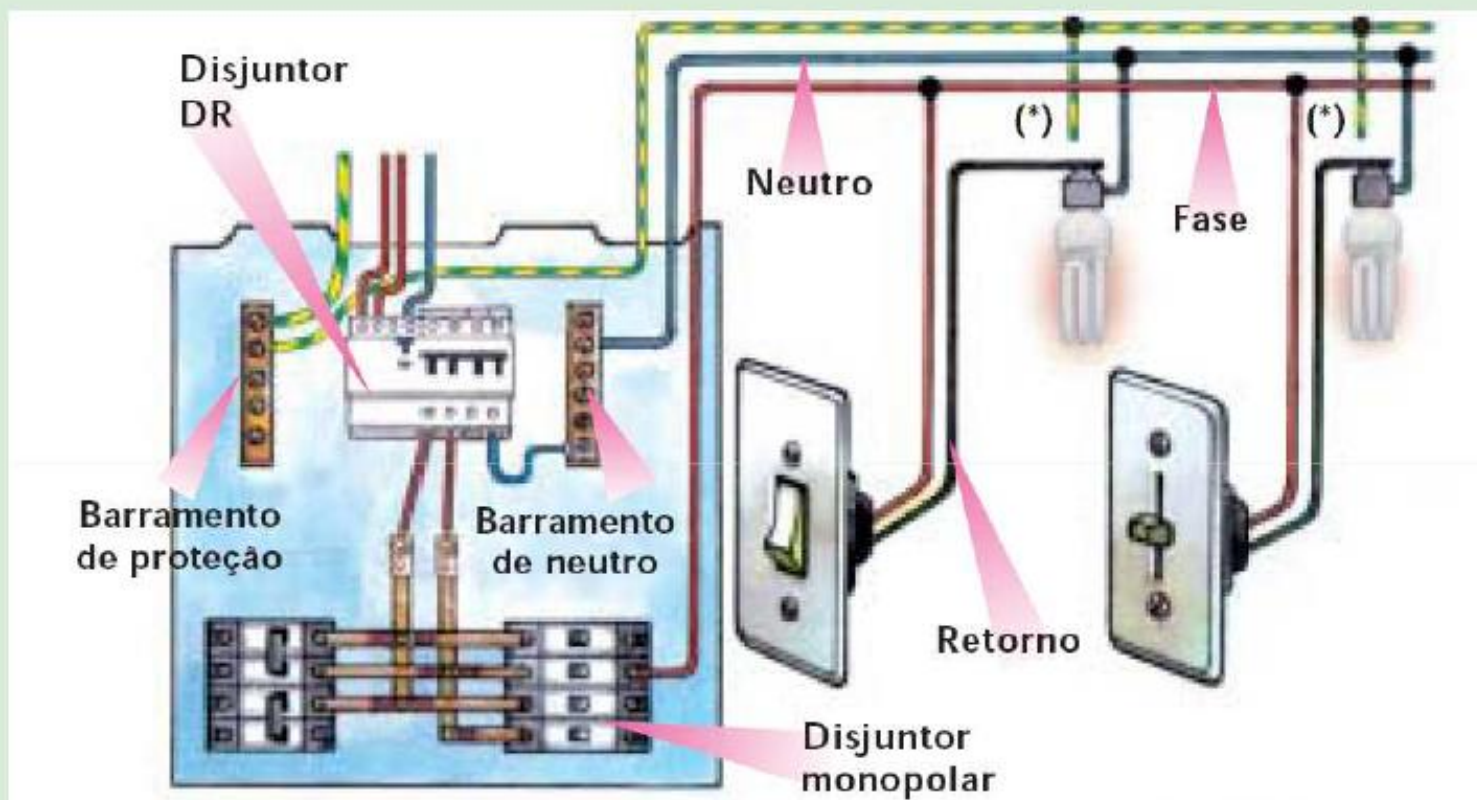 Disjuntor
DR
(*)
(*)
Neutro
Fase
Barramento
de proteção
Barramento
de neutro
Retorno
Disjuntor
monopolar